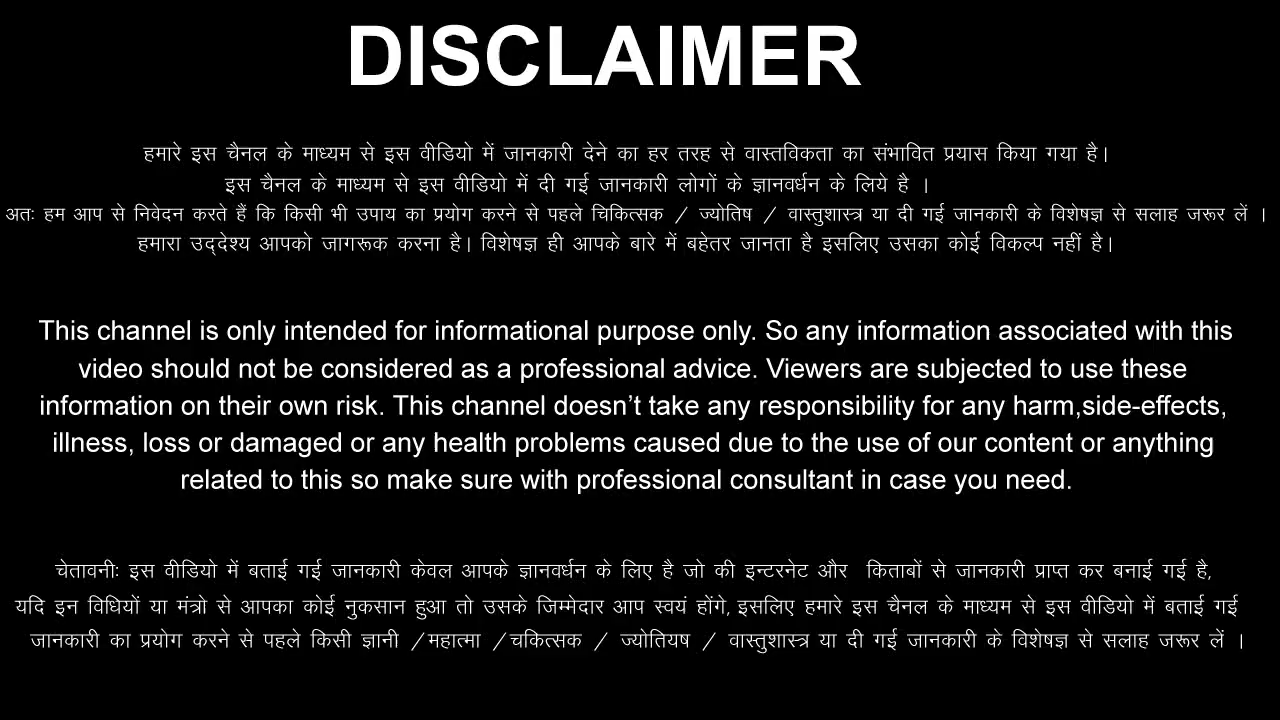 DISCLAIMER
हमारे इस चैनल के माध्यम से इस वीडियो में जानकारी देने का हर तरह से वास्तविकता का संभावित प्रयास किया गया है।
इस चैनल के माध्यम से इस वीडियो में दी गई जानकारी लोगों के ज्ञानवर्धन के लिये है ।
अतः हम आप से निवेदन करते हैं कि किसी भी उपाय का प्रयोग करने से पहले चिकित्सक / ज्योतिष / वास्तुशास्त्र या दी गई जानकारी के विशेषज्ञ से सलाह जरूर लें ।
हमारा उद्देश्य आपको जागरूक करना है। विशेषज्ञ ही आपके बारे में बहेतर जानता है इसलिए उसका कोई विकल्प नहीं है।
This channel is only intended for informational purpose only. So any information associated with this
video should not be considered as a professional advice. Viewers are subjected to use these
information on their own risk. This channel doesn’t take any responsibility for any harm,side-effects,
illness, loss or damaged or any health problems caused due to the use of our content or anything
related to this so make sure with professional consultant in case you need.
चेतावनीः इस वीडियो में बताई गई जानकारी केवल आपके ज्ञानवर्धन के लिए है जो की इन्टरनेट और किताबों से जानकारी प्राप्त कर बनाई गई है,
यदि इन विधियों या मंत्रो से आपका कोई नुकसान हुआ तो उसके जिम्मेदार आप स्वयं होंगे, इसलिए हमारे इस चैनल के माध्यम से इस वीडियो में बताई गई
जानकारी का प्रयोग करने से पहले किसी ज्ञानी /महात्मा /चकित्सक / ज्योतियष / वास्तुशास्त्र या दी गई जानकारी के विशेषज्ञ से सलाह जरूर लें ।